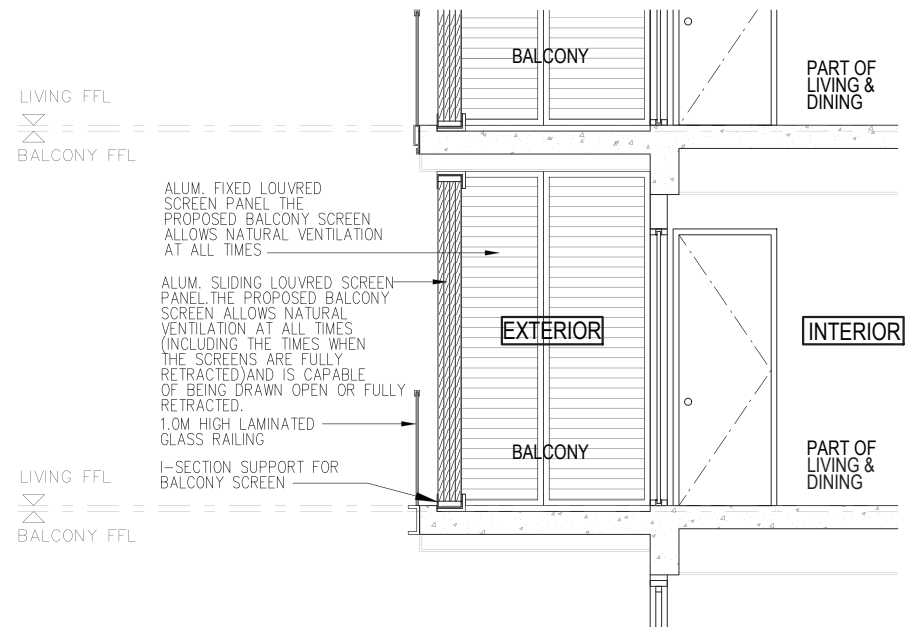 BALCONY
PART OF
LIVING &
DINING
LIVING FFL
BALCONY FFL
ALUM. FIXED LOUVRED
SCREEN PANEL THE
PROPOSED BALCONY SCREEN
ALLOWS NATURAL VENTILATION
AT ALL TIMES
ALUM. SLIDING LOUVRED SCREEN
PANEL.THE PROPOSED BALCONY
SCREEN ALLOWS NATURAL
VENTILATION AT ALL TIMES
(INCLUDING THE TIMES WHEN
THE SCREENS ARE FULLY
RETRACTED)AND IS CAPABLE
OF BEING DRAWN OPEN OR FULLY
RETRACTED.
EXTERIOR
INTERIOR
1.0M HIGH LAMINATED
GLASS RAILING
I-SECTION SUPPORT FOR
BALCONY SCREEN
BALCONY
PART OF
LIVING &
DINING
LIVING FFL
BALCONY FFL